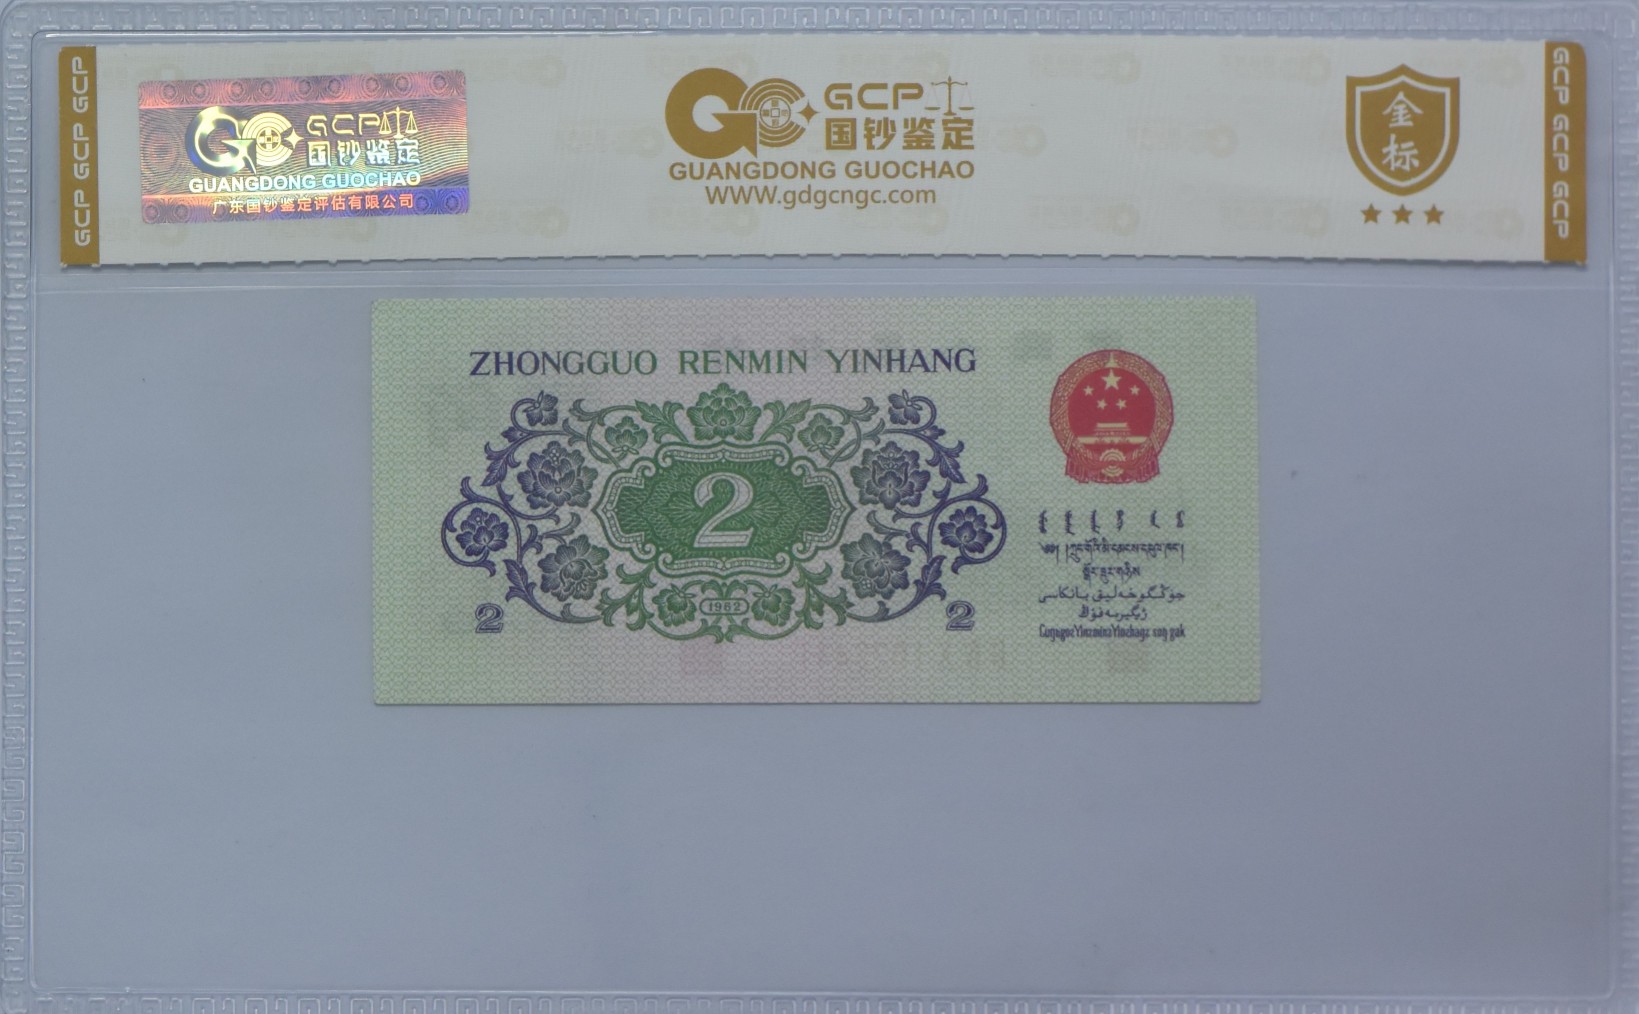 GCP GCP GCP
GCP
国钞鉴定
GUANGDONG GUOCHAO
广东国钞鉴定评估有限公司
GCP
国钞鉴定
GUANGDONG GUOCHAO
WWW.gdgcngc.com
金标
GCP GCP GCP
ZHONGGUO RENMIN YINHANG
2
1962
2
2
جۇڭگوخەلىق بانكاسى